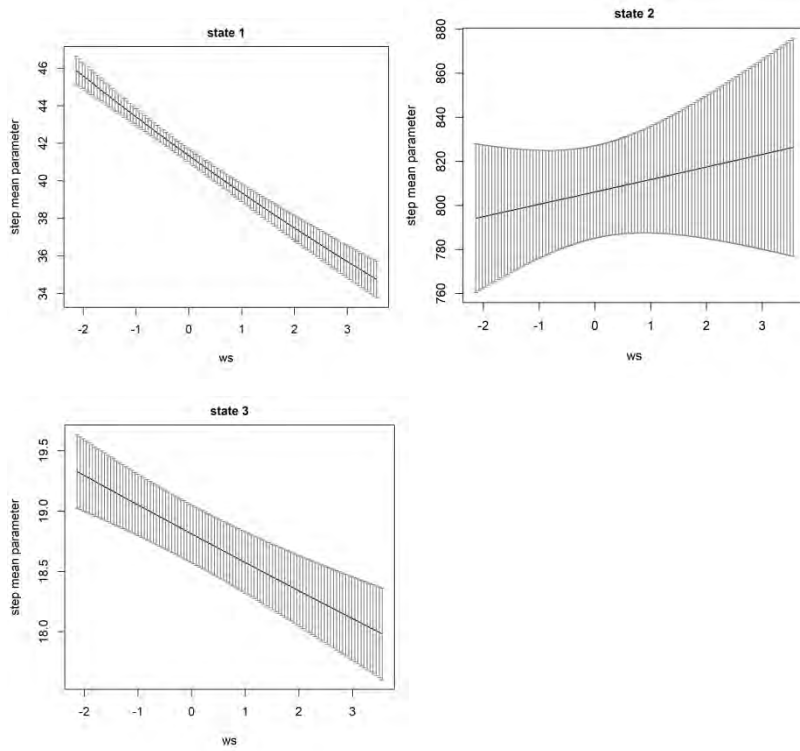 state 1
step mean parameter
46
44
42
40
38
36
34
-2 -1 0 1 2 3
ws
state 2
step mean parameter
880
860
840
820
800
780
760
-2 -1 0 1 2 3
ws
state 3
step mean parameter
19.5
19.0
18.5
18.0
-2 -1 0 1 2 3
ws